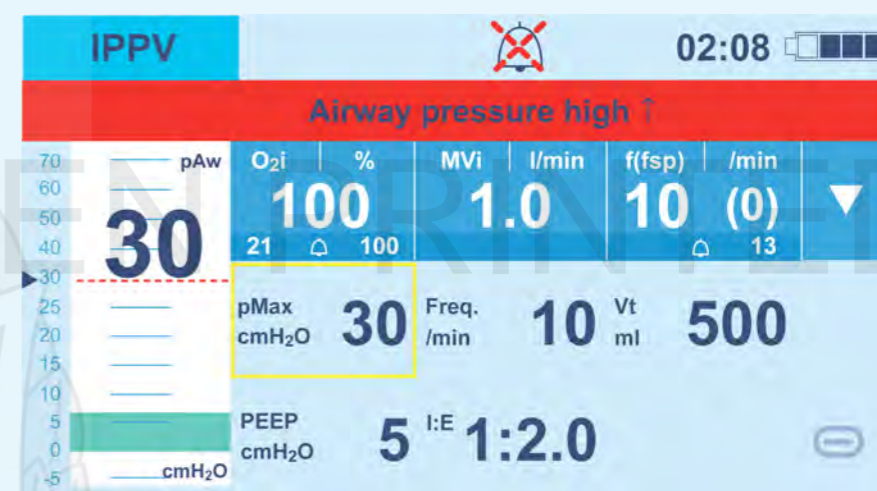 IPPV
02:08
Airway pressure high ↑
pAw
30
70
60
50
40
30
25
20
15
10
5
0
-5
cmH₂O
O₂i %
100
21 100
MVi l/min
1.0
f(fsp) /min
10 (0)
13
pMax
cmH₂O 30
Freq.
/min 10
Vt
ml 500
PEEP
cmH₂O 5
I:E 1:2.0